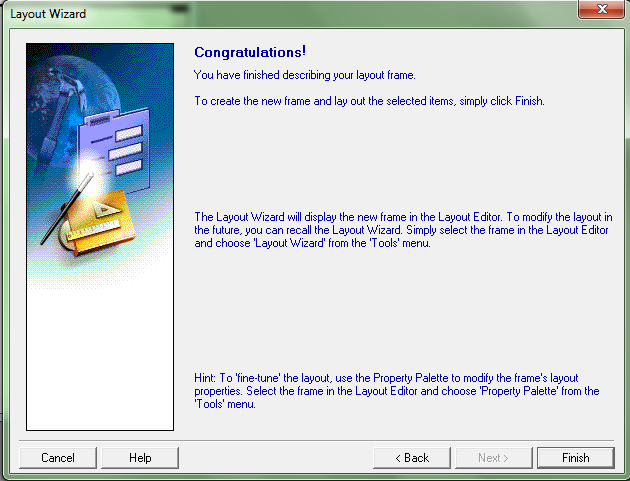 Layout Wizard
Congratulations!
You have finished describing your layout frame.
To create the new frame and lay out the selected items, simply click Finish.
The Layout Wizard will display the new frame in the Layout Editor. To modify the layout in
the future, you can recall the Layout Wizard. Simply select the frame in the Layout Editor
and choose 'Layout Wizard' from the 'Tools' menu.
Hint: To 'fine-tune' the layout, use the Property Palette to modify the frame's layout
properties. Select the frame in the Layout Editor and choose 'Property Palette' from the
'Tools' menu.
Cancel Help < Back Next > Finish